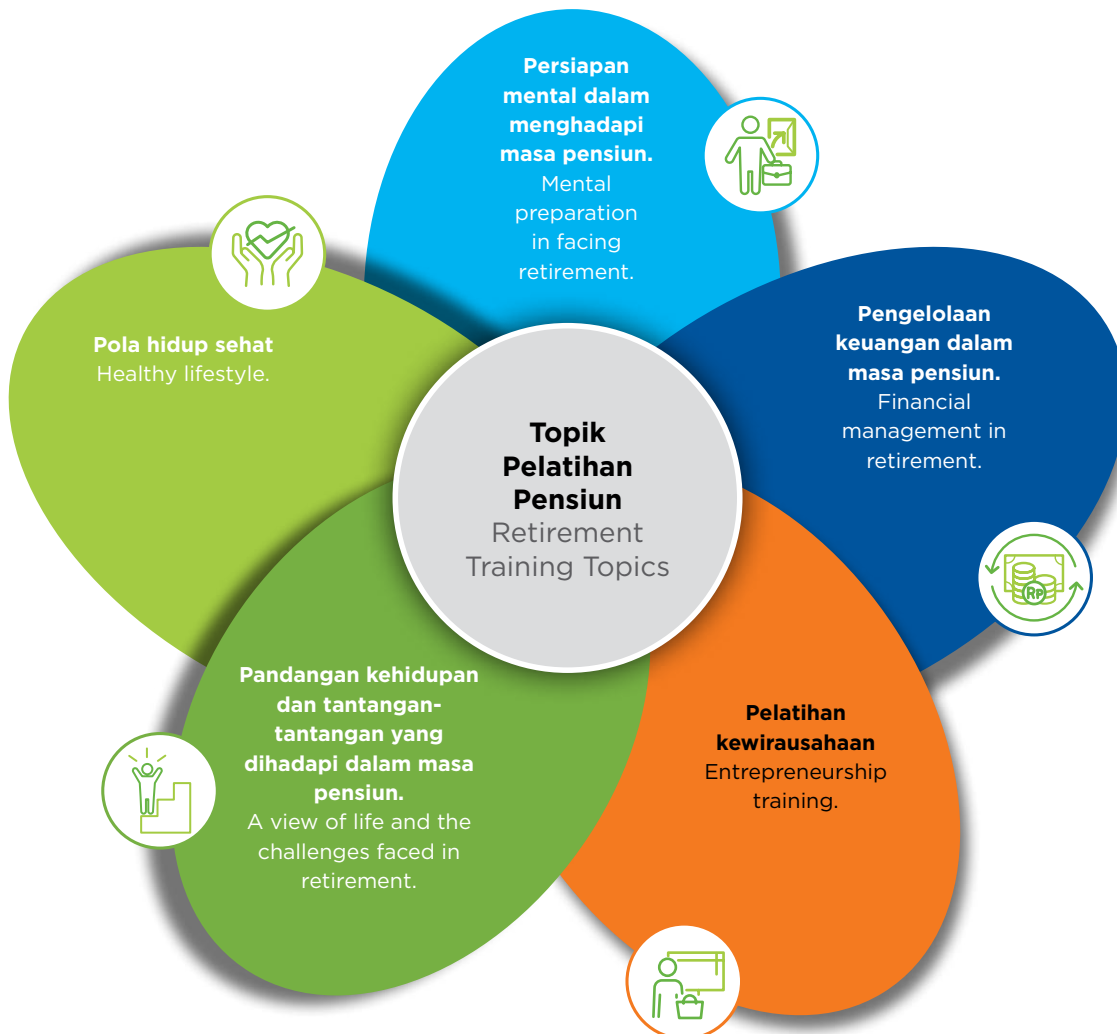 Persiapan
mental dalam
menghadapi
masa pensiun.
Mental
preparation
in facing
retirement.
Pengelolaan
keuangan dalam
masa pensiun.
Financial
management in
retirement.
Rp
Pola hidup sehat
Healthy lifestyle.
Topik
Pelatihan
Pensiun
Retirement
Training Topics
Pandangan kehidupan
dan tantangan-
tantangan yang
dihadapi dalam masa
pensiun.
A view of life and the
challenges faced in
retirement.
Pelatihan
kewirausahaan
Entrepreneurship
training.